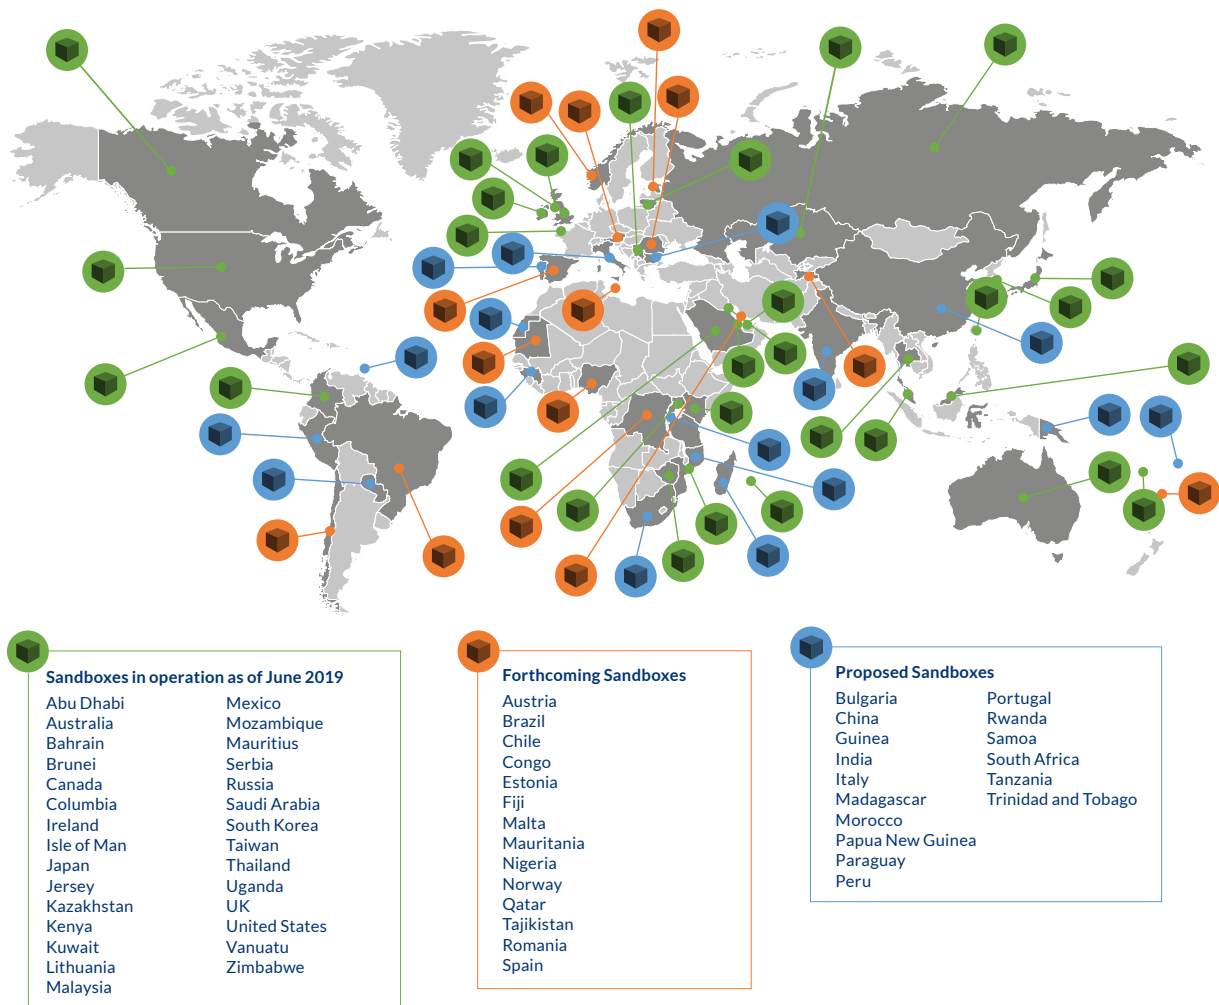 Sandboxes in operation as of June 2019
Abu Dhabi
Australia
Bahrain
Brunei
Canada
Columbia
Ireland
Isle of Man
Japan
Jersey
Kazakhstan
Kenya
Kuwait
Lithuania
Malaysia
Mexico
Mozambique
Mauritius
Serbia
Russia
Saudi Arabia
South Korea
Taiwan
Thailand
Uganda
UK
United States
Vanuatu
Zimbabwe
Forthcoming Sandboxes
Austria
Brazil
Chile
Congo
Estonia
Fiji
Malta
Mauritania
Nigeria
Norway
Qatar
Tajikistan
Romania
Spain
Proposed Sandboxes
Bulgaria
China
Guinea
India
Italy
Madagascar
Morocco
Papua New Guinea
Paraguay
Peru
Portugal
Rwanda
Samoa
South Africa
Tanzania
Trinidad and Tobago